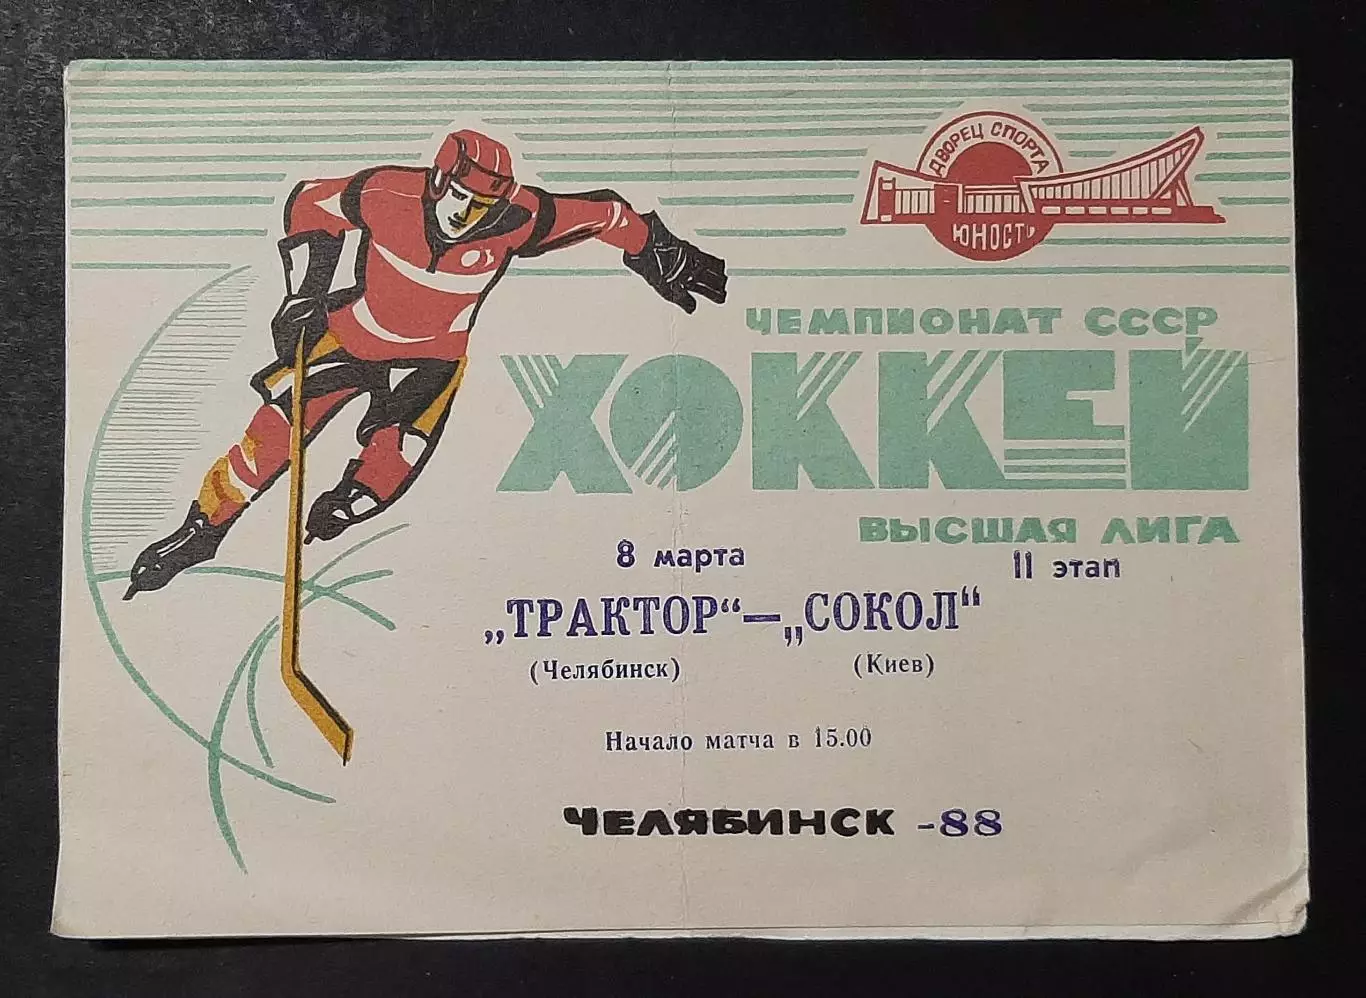 ДВОРЕЦ СПОРТА
ЮНОСТЬ
ЧЕМПИОНАТ СССР
ХОККЕЙ
ВЫСШАЯ ЛИГА
8 марта 11 этап
„ТРАКТОР“—„СОКОЛ“
(Челябинск) (Киев)
Начало матча в 15.00
ЧЕЛЯБИНСК -88